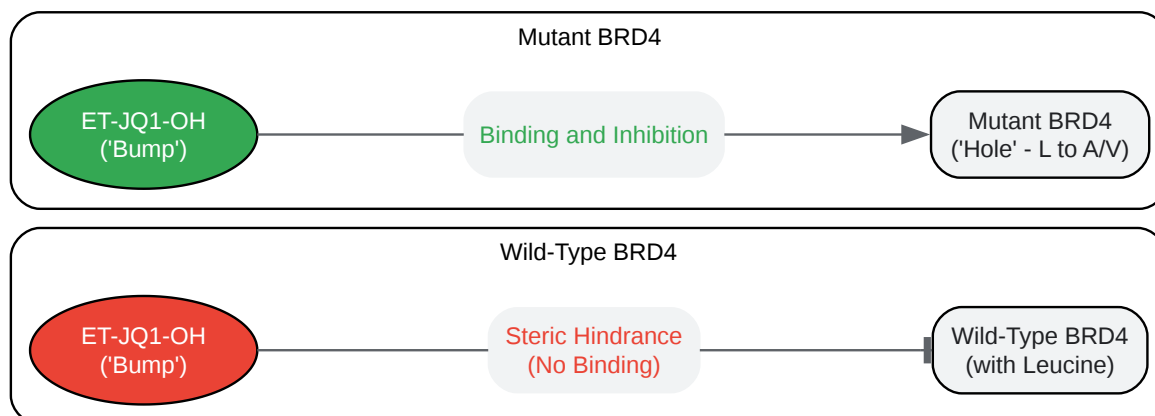 Mutant BRD4
ET-JQ1-OH
('Bump')
Binding and Inhibition
Mutant BRD4
('Hole' - L to A/V)
Wild-Type BRD4
ET-JQ1-OH
('Bump')
Steric Hindrance
(No Binding)
Wild-Type BRD4
(with Leucine)